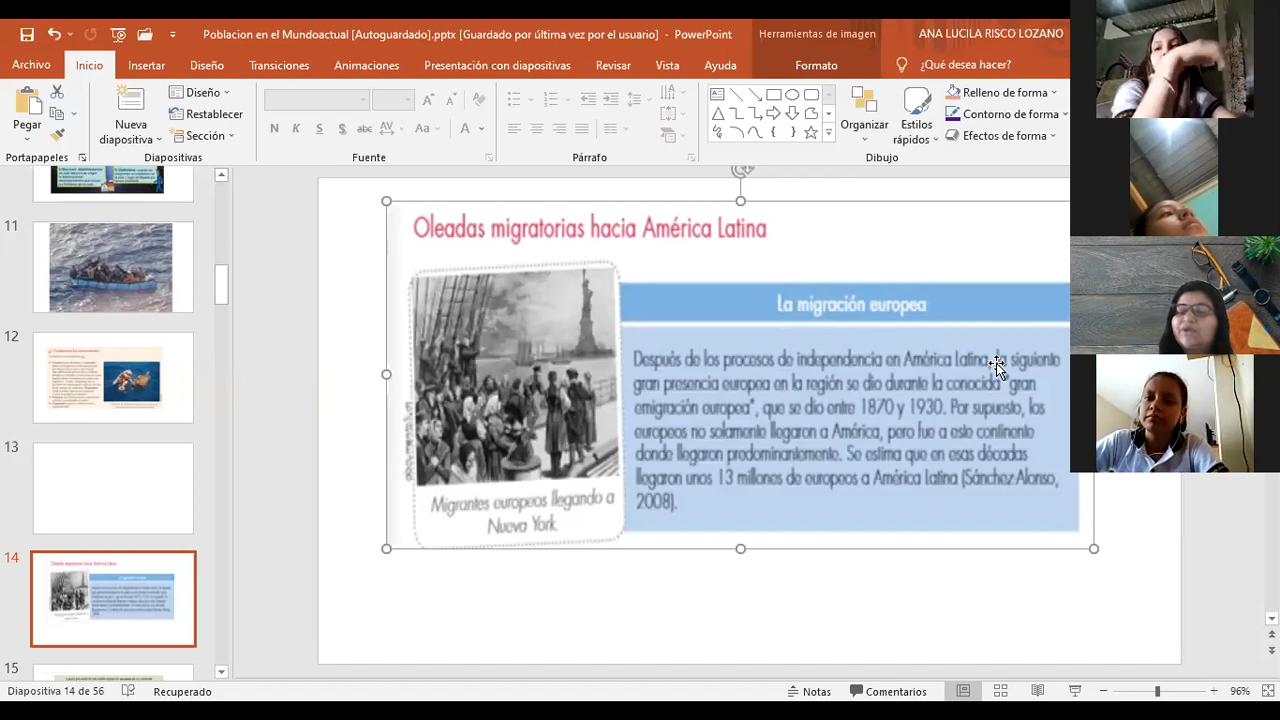 Poblacion en el Mundoactual [Autoguardado].pptx [Guardado por última vez por el usuario] - PowerPoint
Herramientas de imagen
ANA LUCILA RISCO LOZANO
Archivo Inicio Insertar Diseño Transiciones Animaciones Presentación con diapositivas Revisar Vista Ayuda Formato ¿Qué desea hacer?
Pegar
Nueva diapositiva
Diseño
Restablecer
Sección
N K S S abc AV Aa A
Organizar
Estilos rápidos
Relleno de forma
Contorno de forma
Efectos de forma
Portapapeles Diapositivas Fuente Párrafo Dibujo
11
12
13
14
15
Oleadas migratorias hacia América Latina
La migración europea
Después de los procesos de independencia en América Latina, la siguiente
gran presencia europea en la región se dio durante la conocida "gran
emigración europea", que se dio entre 1870 y 1930. Por supuesto, los
europeos no solamente llegaron a América, pero fue a este continente
donde llegaron predominantemente. Se estima que en esas décadas
llegaron unos 13 millones de europeos a América Latina (Sánchez-Alonso,
2008).
Migrantes europeos llegando a
Nueva York.
Diapositiva 14 de 56
Recuperado
Notas
Comentarios
96%